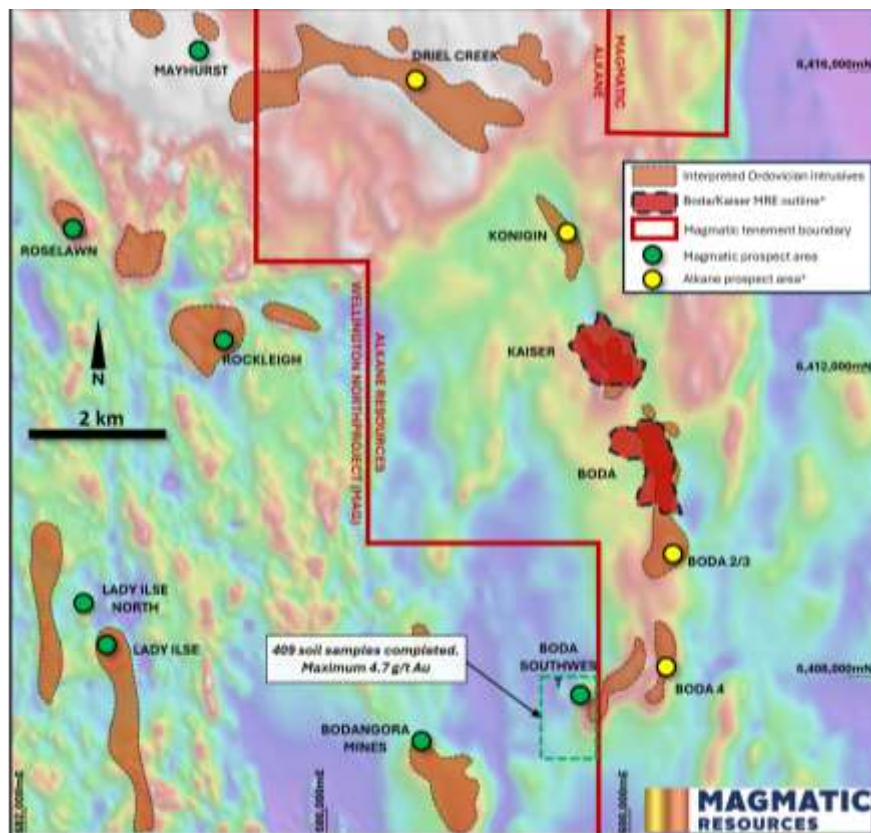 MAYHURST
DRIEL CREEK
ALKANE
MAGMATIC
6,416,000mN
Interpreted Ordovician Intrusives
Boda/Kaiser MRE outline*
Magmatic tenement boundary
Magmatic prospect area
Alkane prospect area*
ROSELAWN
KONIGIN
N
ROCKLEIGH
KAISER
6,412,000mN
2 km
WELLINGTON NORTH PROJECT (MAG)
ALKANE RESOURCES
BODA
BODA 2/3
LADY ILSE
NORTH
LADY ILSE
409 soil samples completed.
Maximum 4.7 g/t Au
BODA
SOUTHWES
6,408,000mN
BODA 4
BODANGORA
MINES
MAGMATIC
RESOURCES